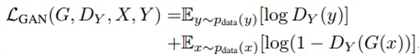 ℒ_GAN(G, D_Y, X, Y) = 𝔼_{y∼p_data(y)}[log D_Y(y)]
+𝔼_{x∼p_data(x)}[log(1 − D_Y(G(x))],